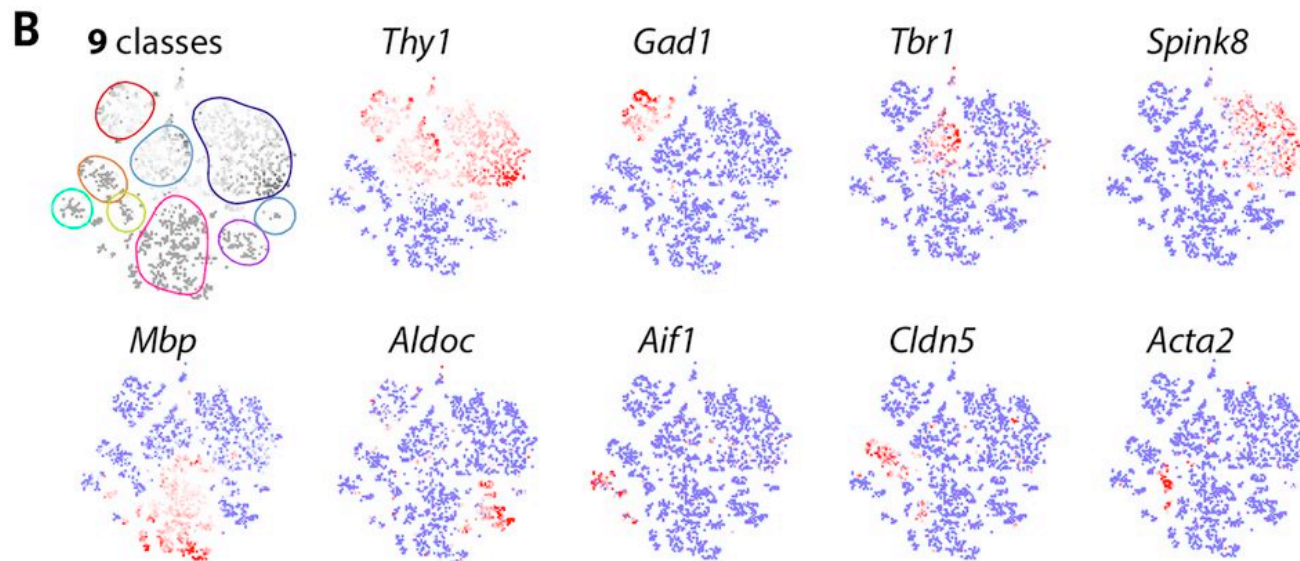 B
9 classes
Thy1
Gad1
Tbr1
Spink8
Mbp
Aldoc
Aif1
Cldn5
Acta2